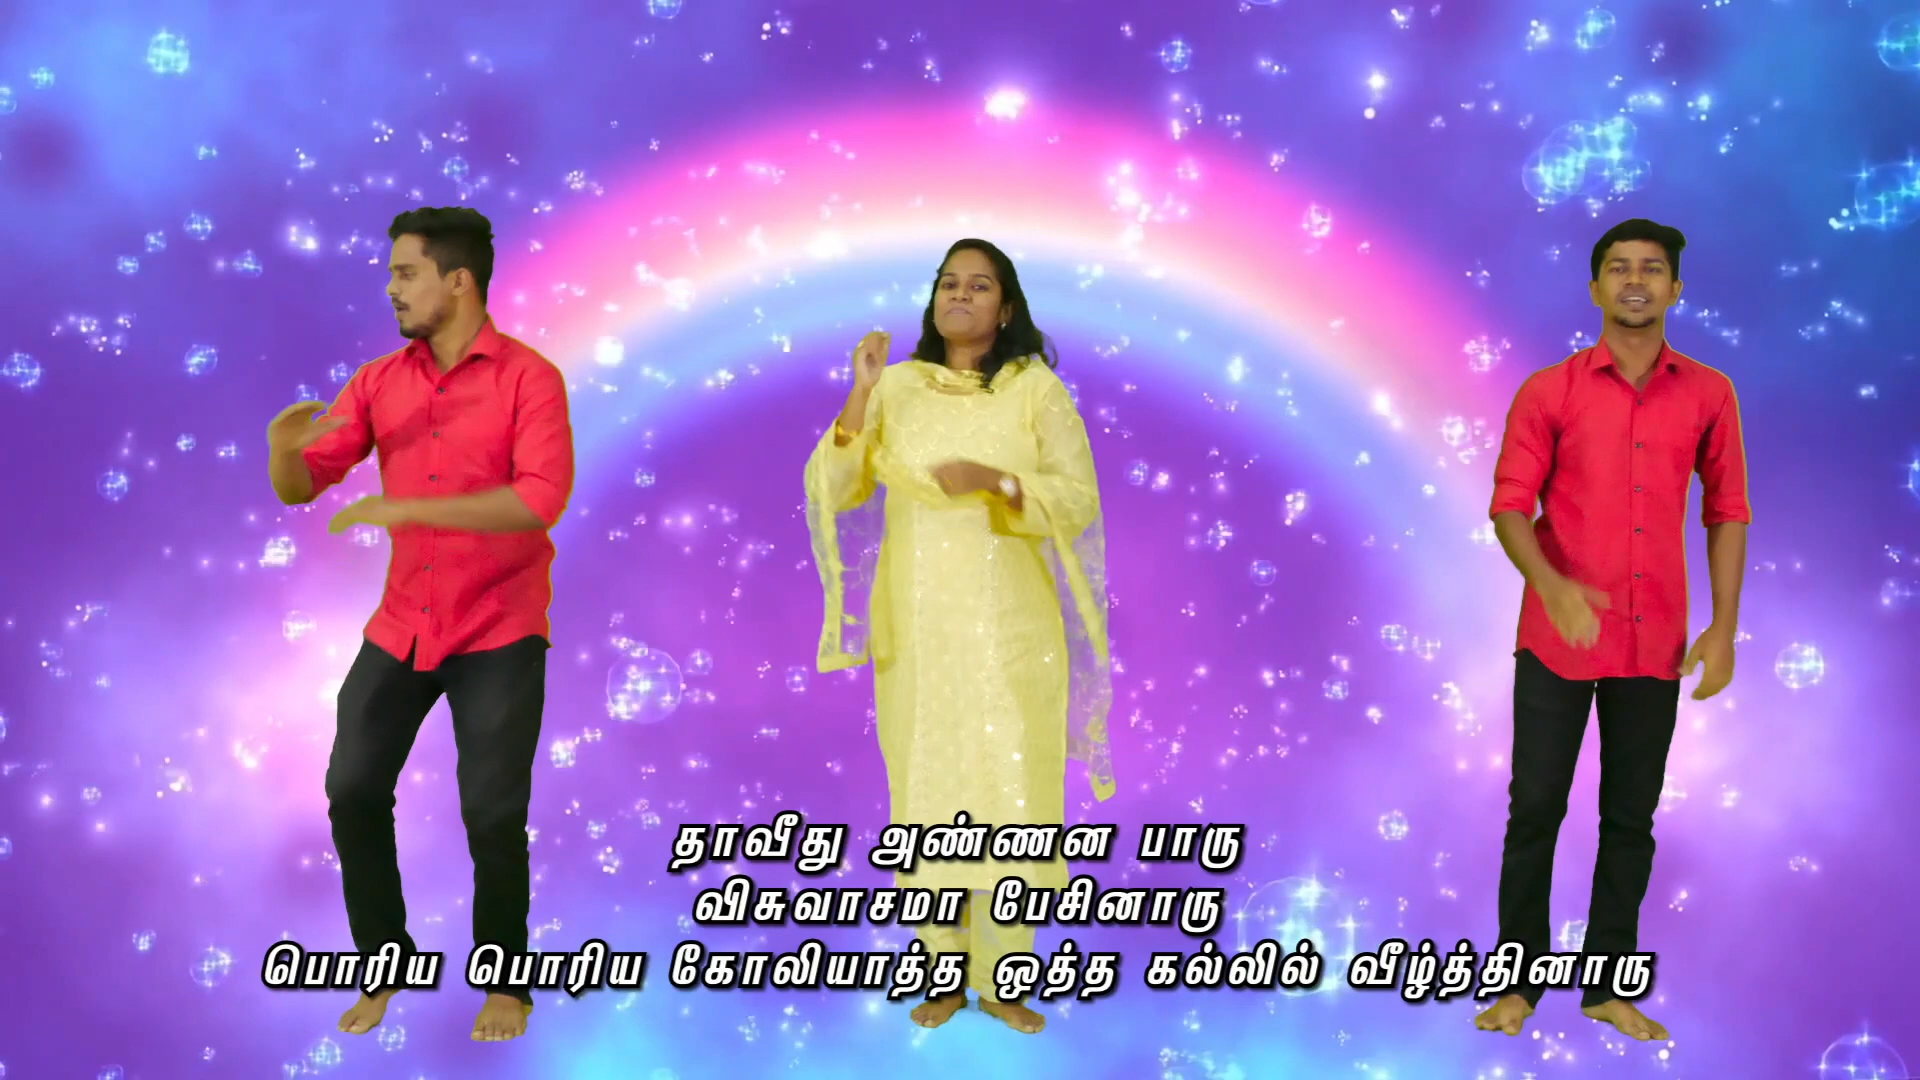 தாவீது அண்ணன பாரு
விசுவாசமா பேசினாரு
பொரிய பொரிய கோலியாத்த ஒத்த கல்லில் வீழ்த்தினாரு